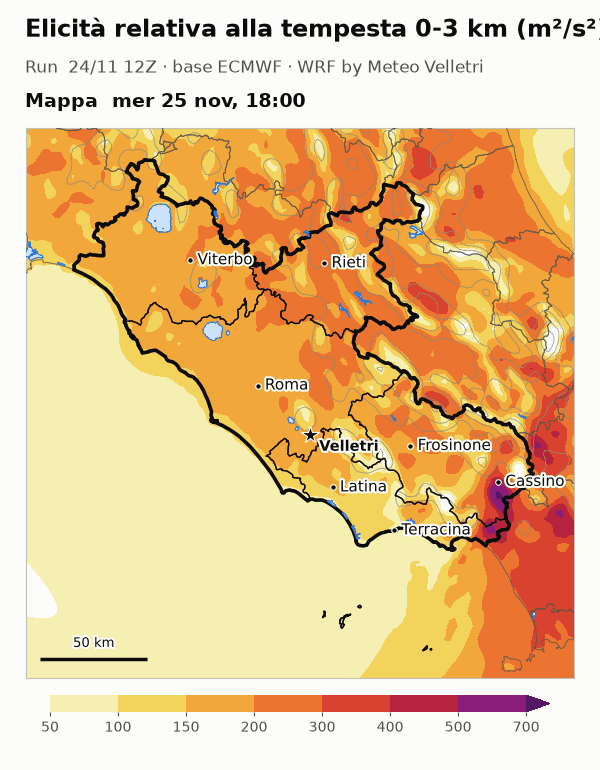 Elicità relativa alla tempesta 0-3 km (m²/s²)
Run 24/11 12Z · base ECMWF · WRF by Meteo Velletri
Mappa mer 25 nov, 18:00
Viterbo
Rieti
Roma
Velletri
Frosinone
Cassino
Latina
Terracina
50 km
50 100 150 200 300 400 500 700